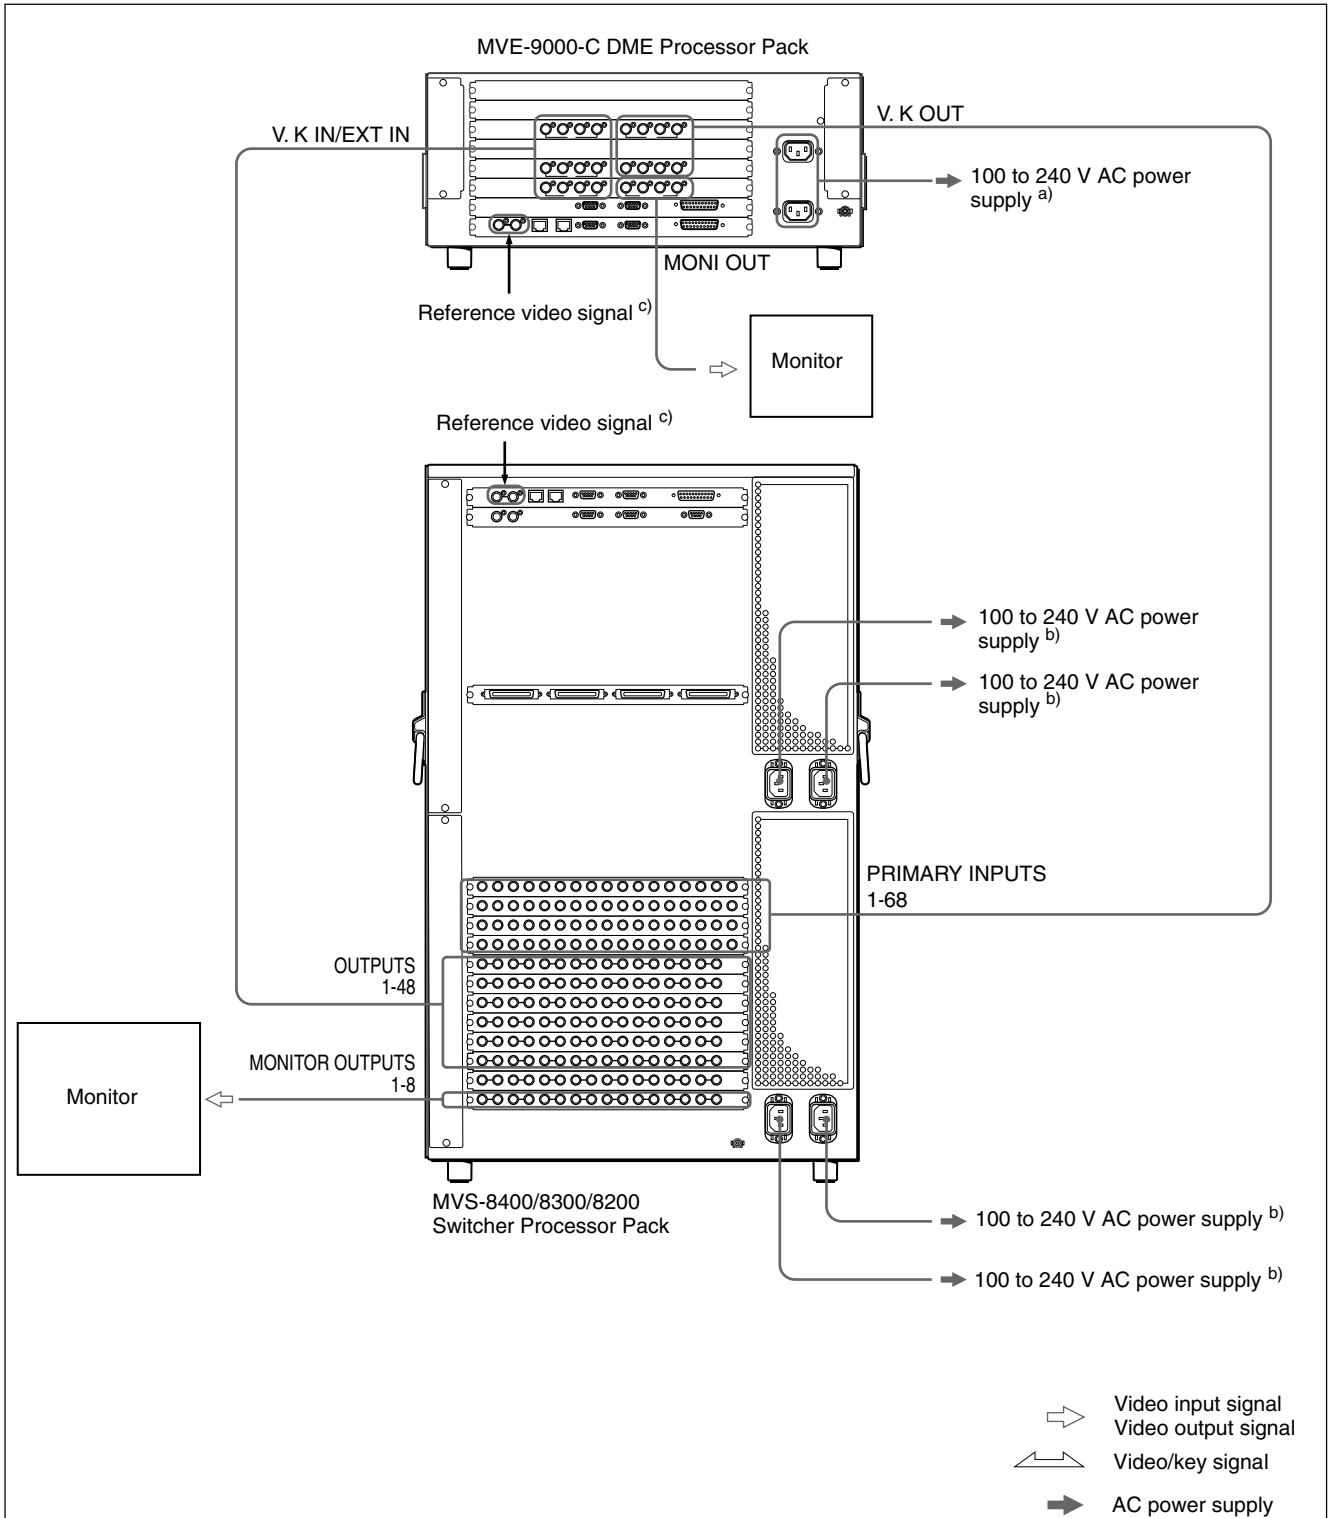 MVE-9000-C DME Processor Pack
V. K IN/EXT IN
V. K OUT
100 to 240 V AC power
supply a)
MONI OUT
Reference video signal c)
Monitor
Reference video signal c)
100 to 240 V AC power
supply b)
100 to 240 V AC power
supply b)
PRIMARY INPUTS
1-68
OUTPUTS
1-48
MONITOR OUTPUTS
1-8
Monitor
MVS-8400/8300/8200
Switcher Processor Pack
100 to 240 V AC power supply b)
100 to 240 V AC power supply b)
Video input signal
Video output signal
Video/key signal
AC power supply